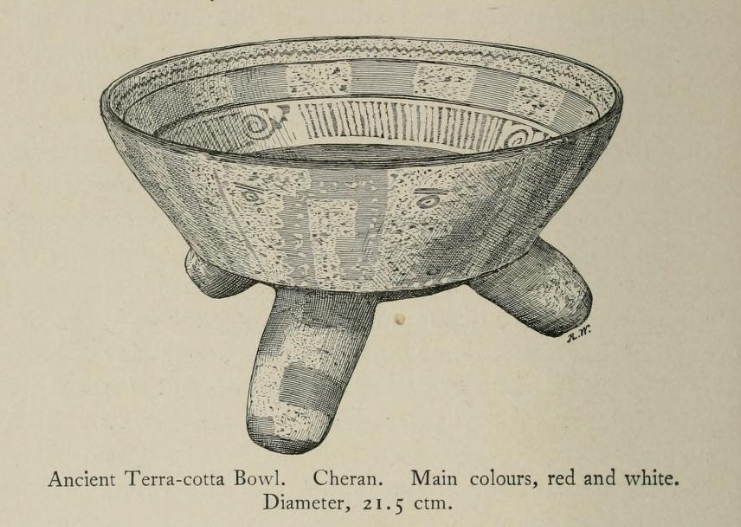 R.W.
Ancient Terra-cotta Bowl. Cheran. Main colours, red and white.
Diameter, 21.5 ctm.